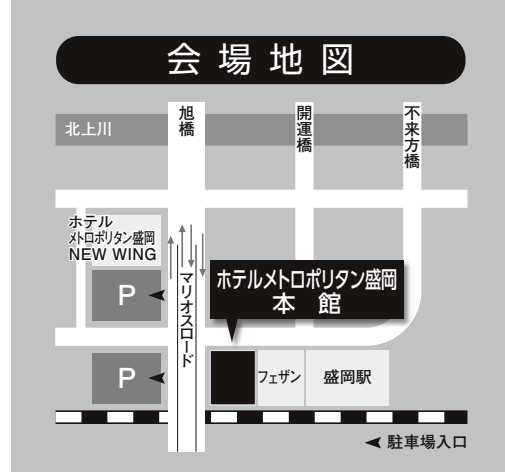 会場地図
旭橋
開運橋
不来方橋
北上川
ホテル
メトロポリタン盛岡
NEW WING
P
マリオスロード
ホテルメトロポリタン盛岡
本館
P
フェザン
盛岡駅
駐車場入口